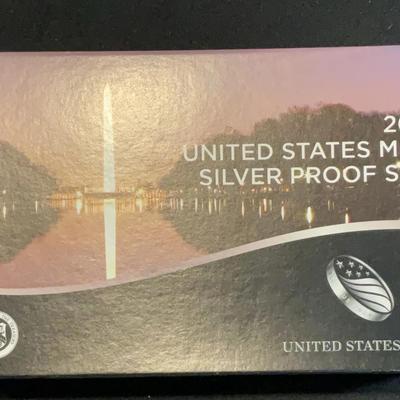 20
UNITED STATES M
SILVER PROOF S
UNITED STATES